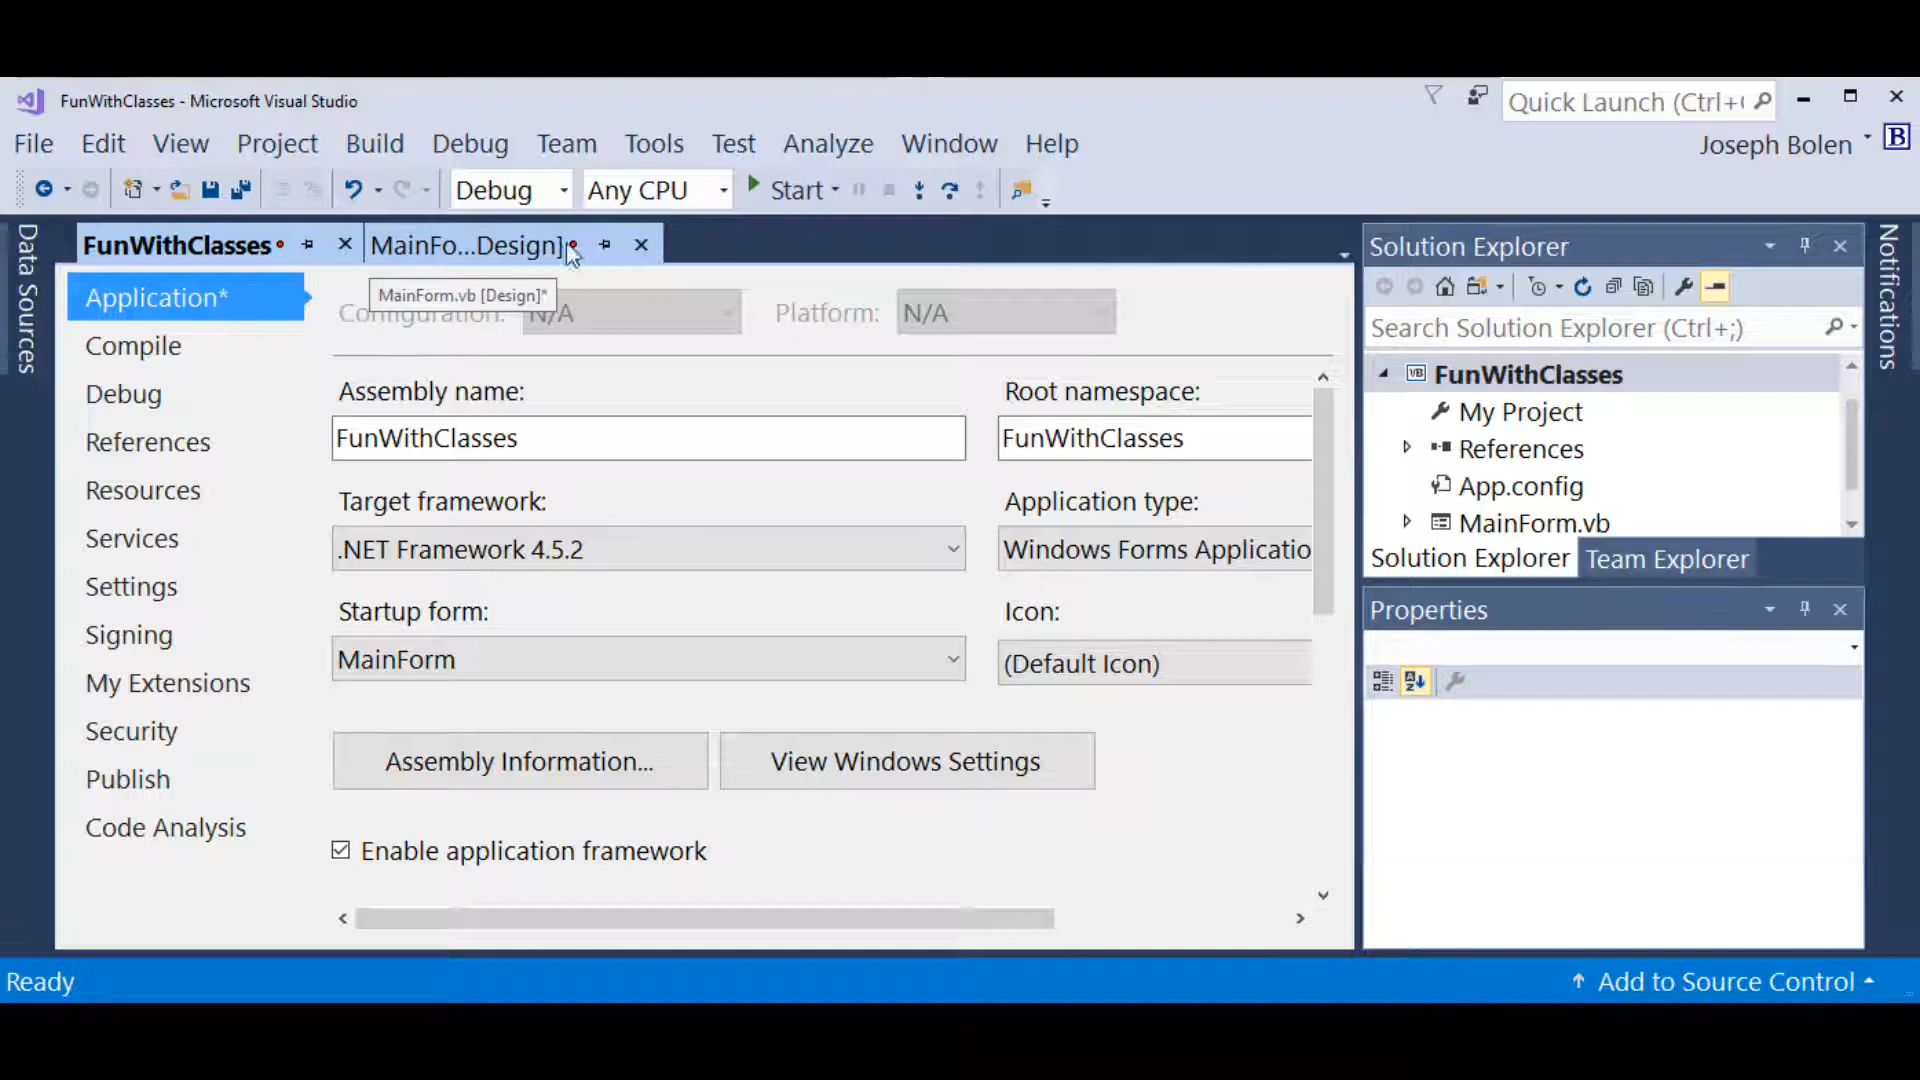 FunWithClasses - Microsoft Visual Studio
Quick Launch (Ctrl+
File Edit View Project Build Debug Team Tools Test Analyze Window Help
Joseph Bolen B
Debug Any CPU Start
Data Sources
FunWithClasses
MainFo...Design]
MainForm.vb [Design]*
Application*
Compile
Debug
References
Resources
Services
Settings
Signing
My Extensions
Security
Publish
Code Analysis
Configuration: N/A Platform: N/A
Assembly name: Root namespace:
FunWithClasses FunWithClasses
Target framework: Application type:
.NET Framework 4.5.2 Windows Forms Applicatio
Startup form: Icon:
MainForm (Default Icon)
Assembly Information... View Windows Settings
Enable application framework
Solution Explorer
Search Solution Explorer (Ctrl+;)
VB FunWithClasses
My Project
References
App.config
MainForm.vb
Solution Explorer Team Explorer
Properties
Notifications
Ready
Add to Source Control